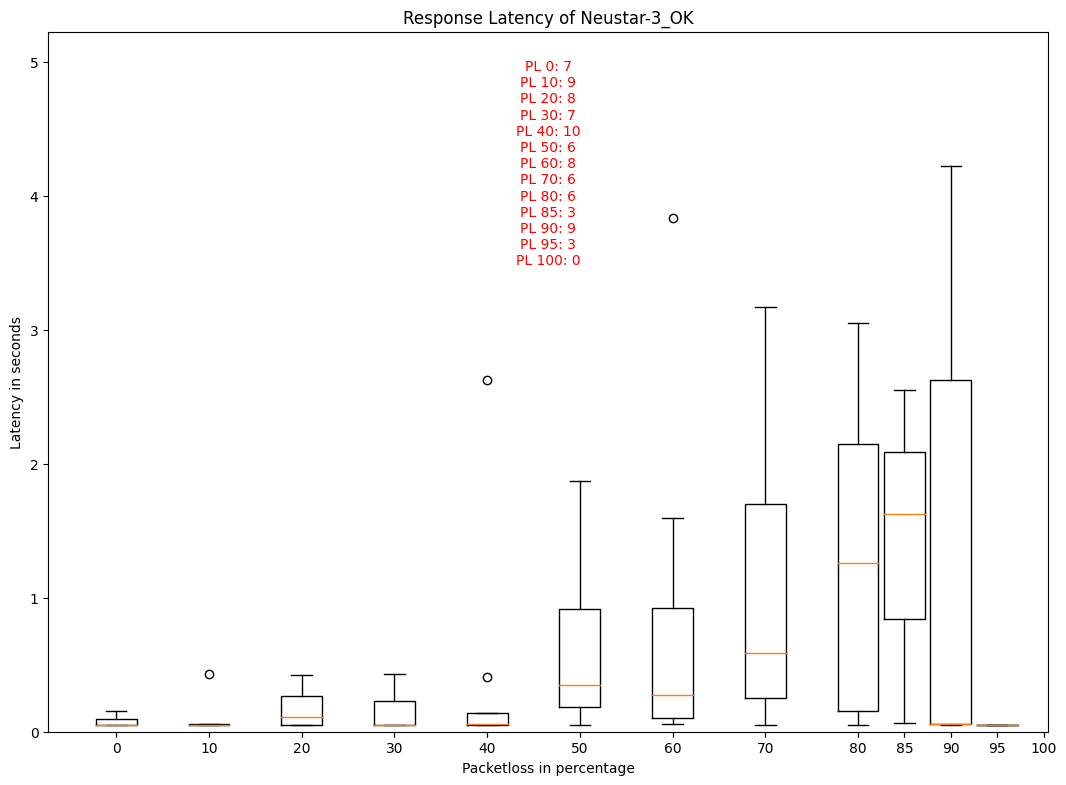 Response Latency of Neustar-3_OK
PL 0: 7
PL 10: 9
PL 20: 8
PL 30: 7
PL 40: 10
PL 50: 6
PL 60: 8
PL 70: 6
PL 80: 6
PL 85: 3
PL 90: 9
PL 95: 3
PL 100: 0
Latency in seconds
5
4
3
2
1
0
0 10 20 30 40 50 60 70 80 85 90 95 100
Packetloss in percentage